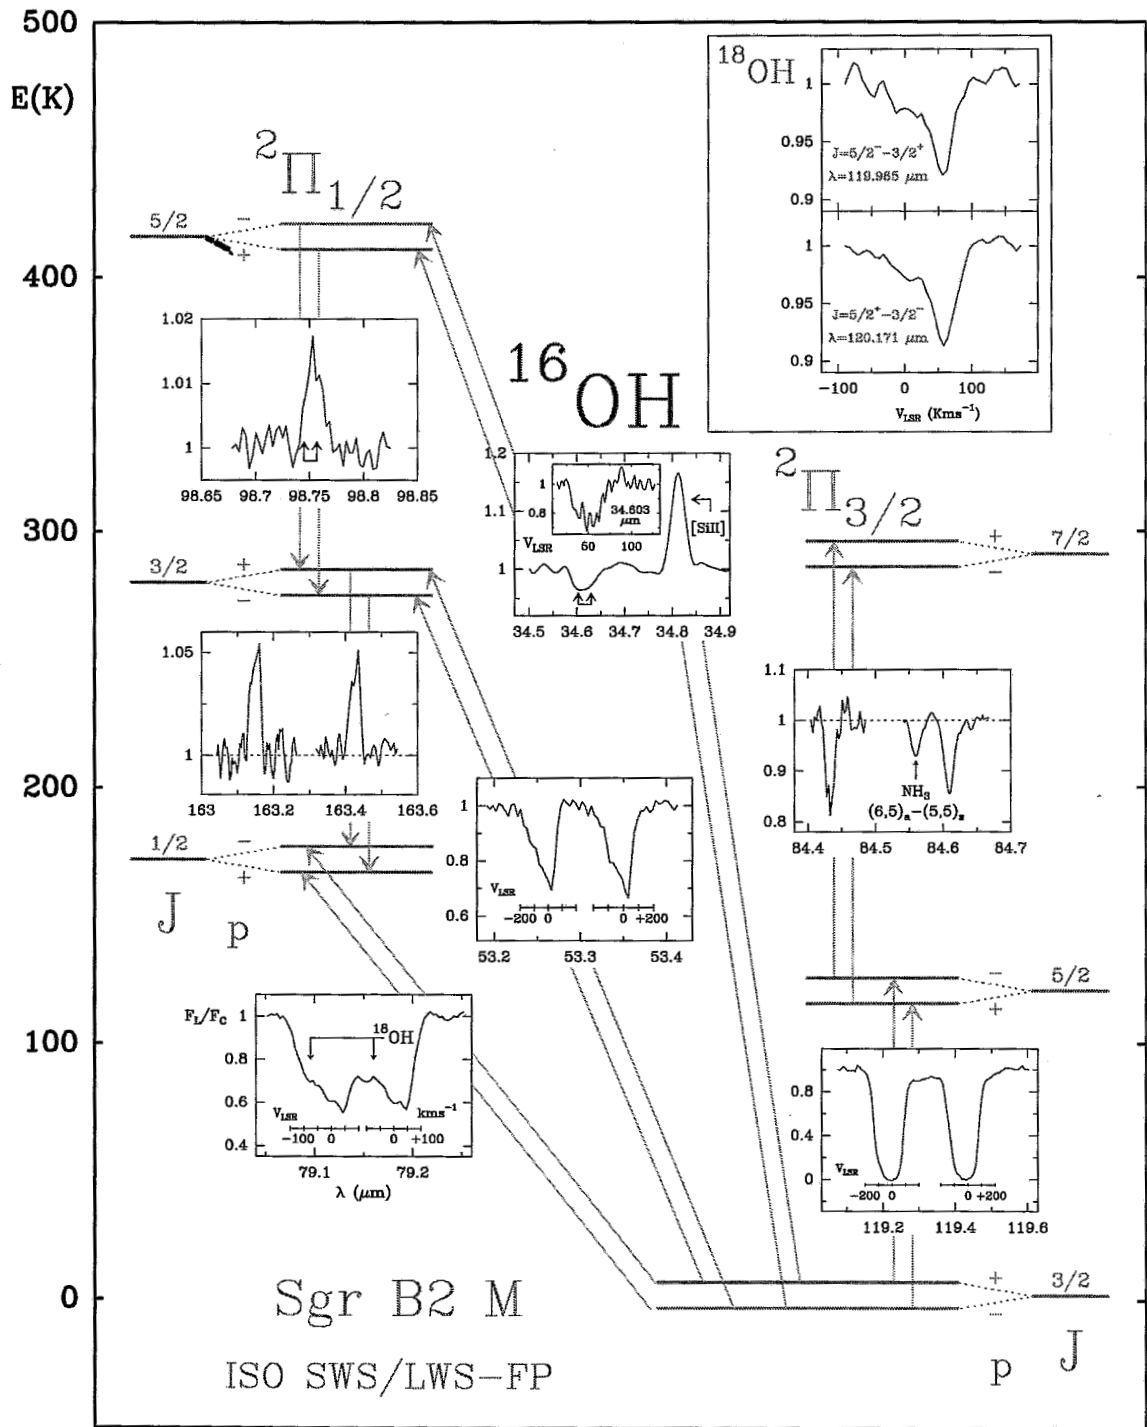 500
E(K)
400
300
200
100
0
²Π₁/₂
5/2
−
+
3/2
+
−
1/2
−
+
J
p
1.02
1.01
1
98.65 98.7 98.75 98.8 98.85
1.05
1
163 163.2 163.4 163.6
F_L/F_C
1
0.8
0.6
0.4
¹⁸OH
V_LSR
kms⁻¹
−100 0 0 +100
79.1 79.2
λ (μm)
¹⁶OH
1.2
1.1
1
1
0.8
34.603
μm
V_LSR
50 100
[SiII]
34.5 34.6 34.7 34.8 34.9
1
0.8
0.6
V_LSR
−200 0 0 +200
53.2 53.3 53.4
¹⁸OH
1
0.95
0.9
J=5/2⁻−3/2⁺
λ=119.965 μm
1
0.95
0.9
J=5/2⁺−3/2⁻
λ=120.171 μm
−100 0 100
V_LSR (Kms⁻¹)
²Π₃/₂
+
−
7/2
1.1
1
0.9
0.8
NH₃
(6,5)ₐ−(5,5)ₛ
84.4 84.5 84.6 84.7
−
+
5/2
0.8
0.4
0
V_LSR
−200 0 0 +200
119.2 119.4 119.6
+
−
3/2
p
J
Sgr B2 M
ISO SWS/LWS−FP